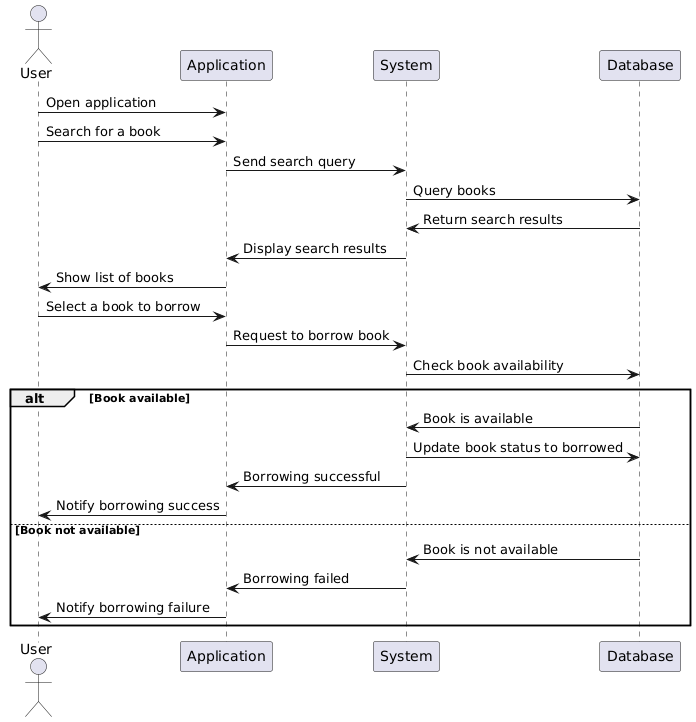 User
Application
System
Database
Open application
Search for a book
Send search query
Query books
Return search results
Display search results
Show list of books
Select a book to borrow
Request to borrow book
Check book availability
alt [Book available]
Book is available
Update book status to borrowed
Borrowing successful
Notify borrowing success
[Book not available]
Book is not available
Borrowing failed
Notify borrowing failure
User
Application
System
Database